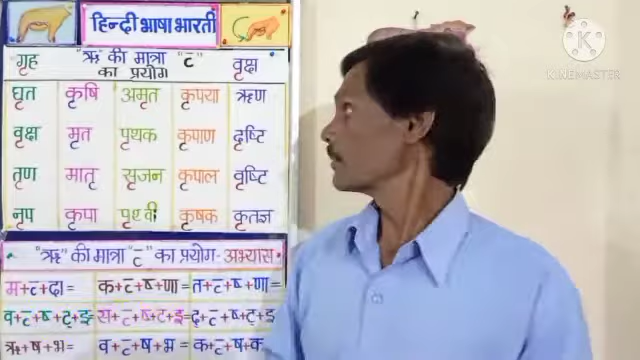 हिन्दी भाषा भारती
गृह "ऋ की मात्रा "ृ" वृक्ष
का प्रयोग
घृत कृषि अमृत कृपया ऋण
वृक्ष मृत पृथक कृपाण दृष्टि
तृण मातृ सृजन कृपाल वृष्टि
नृप कृपा पृथ्वी कृषक कृतज्ञ
"ऋ" की मात्रा "ृ" का प्रयोग-अभ्यास
म+ृ+दा= क+ृ+ष+णा= त+ृ+ष+णा=
व+ृ+ष+ट्+इ= स+ृ+ष+ट+इ= द+ृ+ष+ट+इ
ऋ+ष+भ= व+ृ+ष+भ क+ृ+ष+क
KINEMASTER